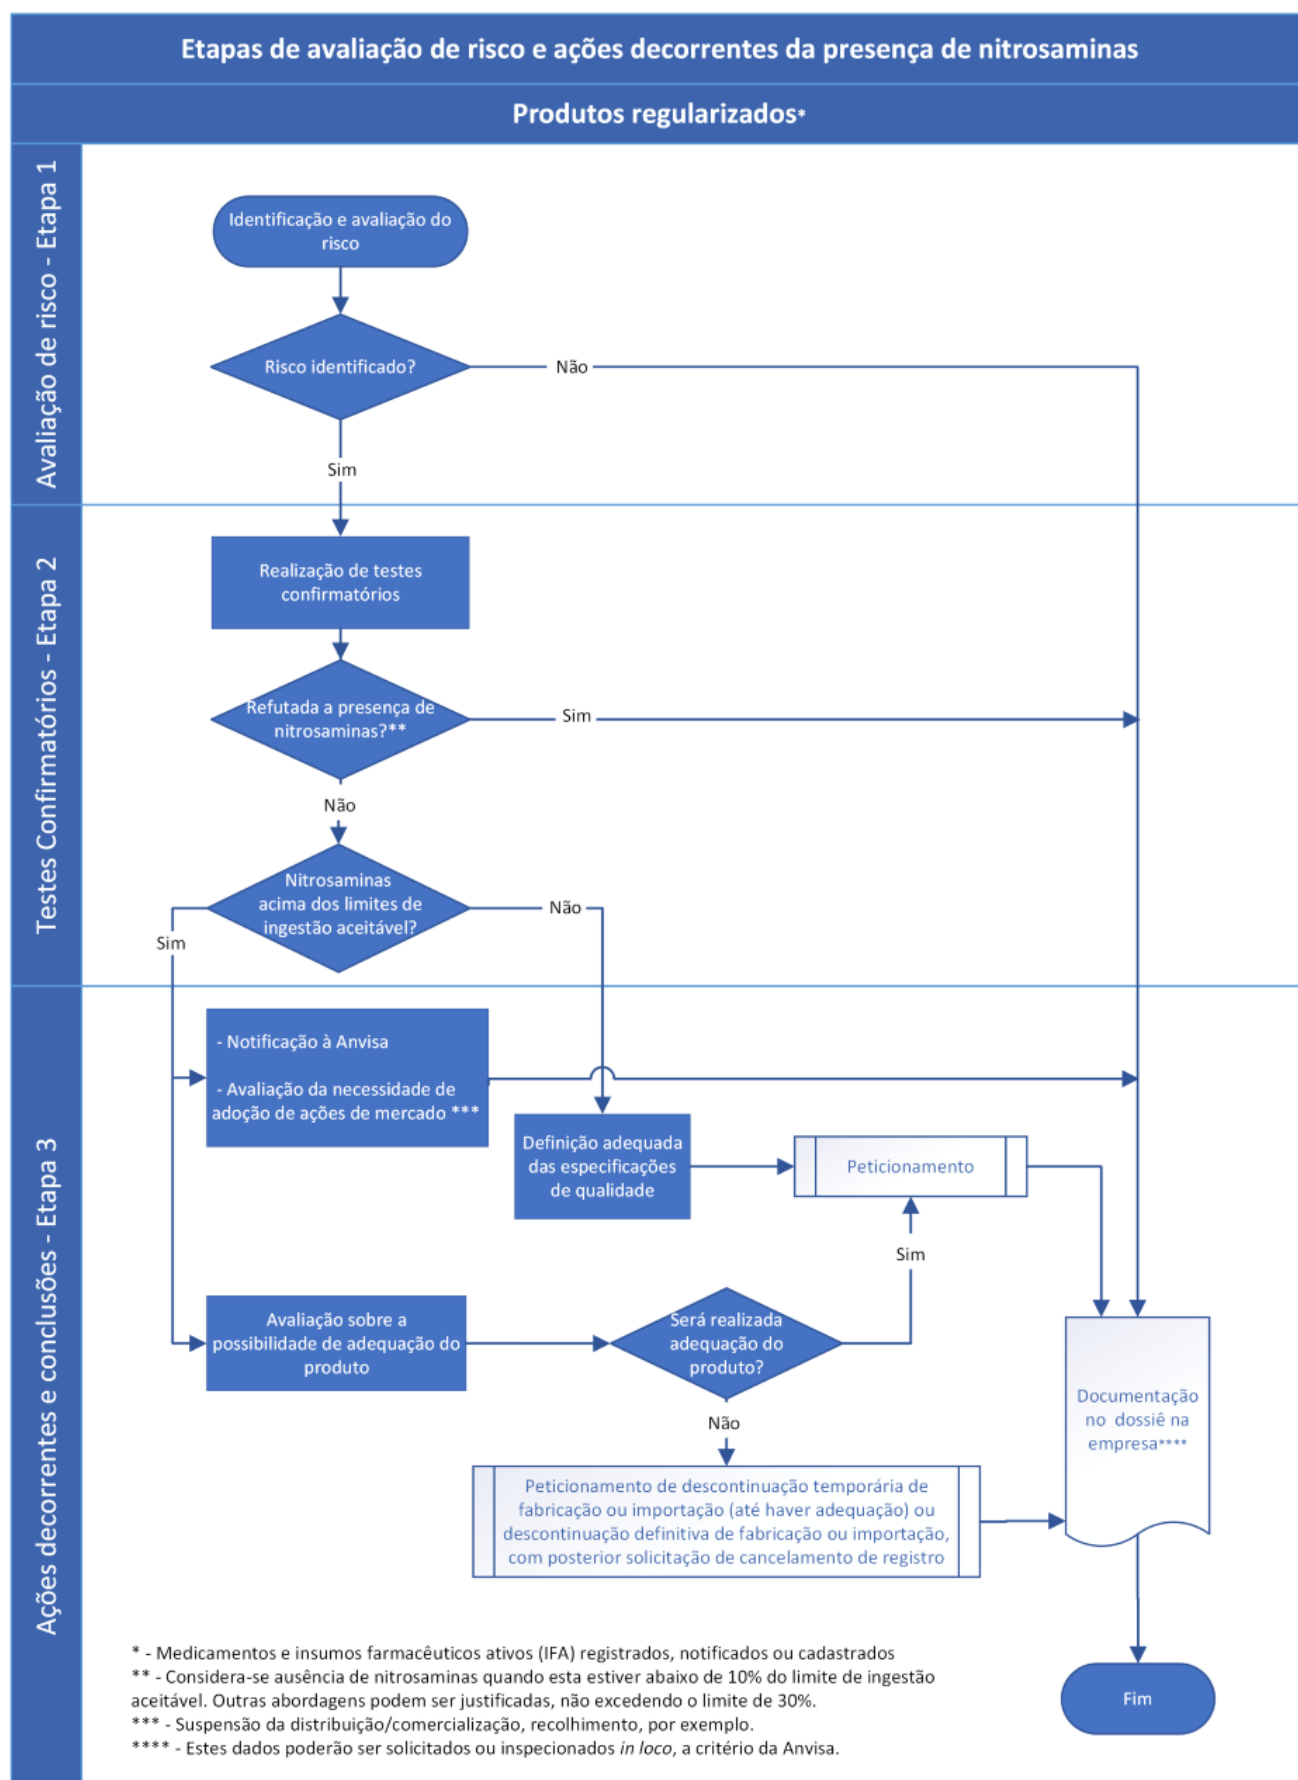 Etapas de avaliação de risco e ações decorrentes da presença de nitrosaminas
Produtos regularizados*
Avaliação de risco - Etapa 1
Identificação e avaliação do
risco
Risco identificado?
Não
Sim
Testes Confirmatórios - Etapa 2
Realização de testes
confirmatórios
Refutada a presença de
nitrosaminas?**
Sim
Não
Nitrosaminas
acima dos limites de
ingestão aceitável?
Não
Sim
Ações decorrentes e conclusões - Etapa 3
- Notificação à Anvisa
- Avaliação da necessidade de
adoção de ações de mercado ***
Definição adequada
das especificações
de qualidade
Peticionamento
Sim
Avaliação sobre a
possibilidade de adequação do
produto
Será realizada
adequação do
produto?
Não
Documentação
no dossiê na
empresa****
Peticionamento de descontinuação temporária de
fabricação ou importação (até haver adequação) ou
descontinuação definitiva de fabricação ou importação,
com posterior solicitação de cancelamento de registro
* - Medicamentos e insumos farmacêuticos ativos (IFA) registrados, notificados ou cadastrados
** - Considera-se ausência de nitrosaminas quando esta estiver abaixo de 10% do limite de ingestão
aceitável. Outras abordagens podem ser justificadas, não excedendo o limite de 30%.
*** - Suspensão da distribuição/comercialização, recolhimento, por exemplo.
**** - Estes dados poderão ser solicitados ou inspecionados in loco, a critério da Anvisa.
Fim